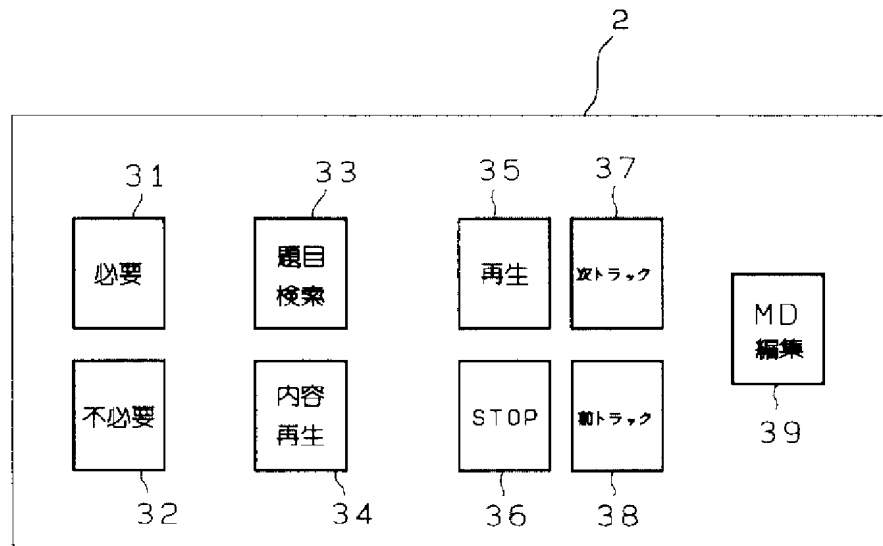 2
31
33
35
37
必要
題目
検索
再生
次トラック
MD
編集
不必要
内容
再生
STOP
前トラック
39
32
34
36
38